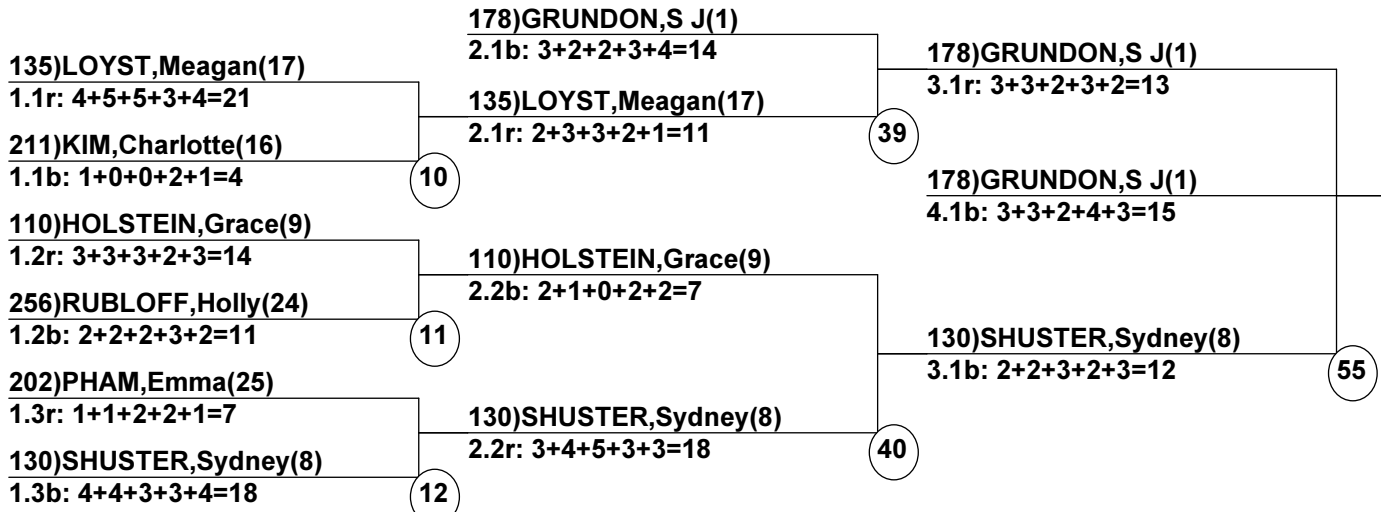 135)LOYST,Meagan(17)
1.1r: 4+5+5+3+4=21
211)KIM,Charlotte(16)
1.1b: 1+0+0+2+1=4
10
110)HOLSTEIN,Grace(9)
1.2r: 3+3+3+2+3=14
256)RUBLOFF,Holly(24)
1.2b: 2+2+2+3+2=11
11
202)PHAM,Emma(25)
1.3r: 1+1+2+2+1=7
130)SHUSTER,Sydney(8)
1.3b: 4+4+3+3+4=18
12
178)GRUNDON,S J(1)
2.1b: 3+2+2+3+4=14
135)LOYST,Meagan(17)
2.1r: 2+3+3+2+1=11
39
110)HOLSTEIN,Grace(9)
2.2b: 2+1+0+2+2=7
130)SHUSTER,Sydney(8)
2.2r: 3+4+5+3+3=18
40
178)GRUNDON,S J(1)
3.1r: 3+3+2+3+2=13
178)GRUNDON,S J(1)
4.1b: 3+3+2+4+3=15
130)SHUSTER,Sydney(8)
3.1b: 2+2+3+2+3=12
55